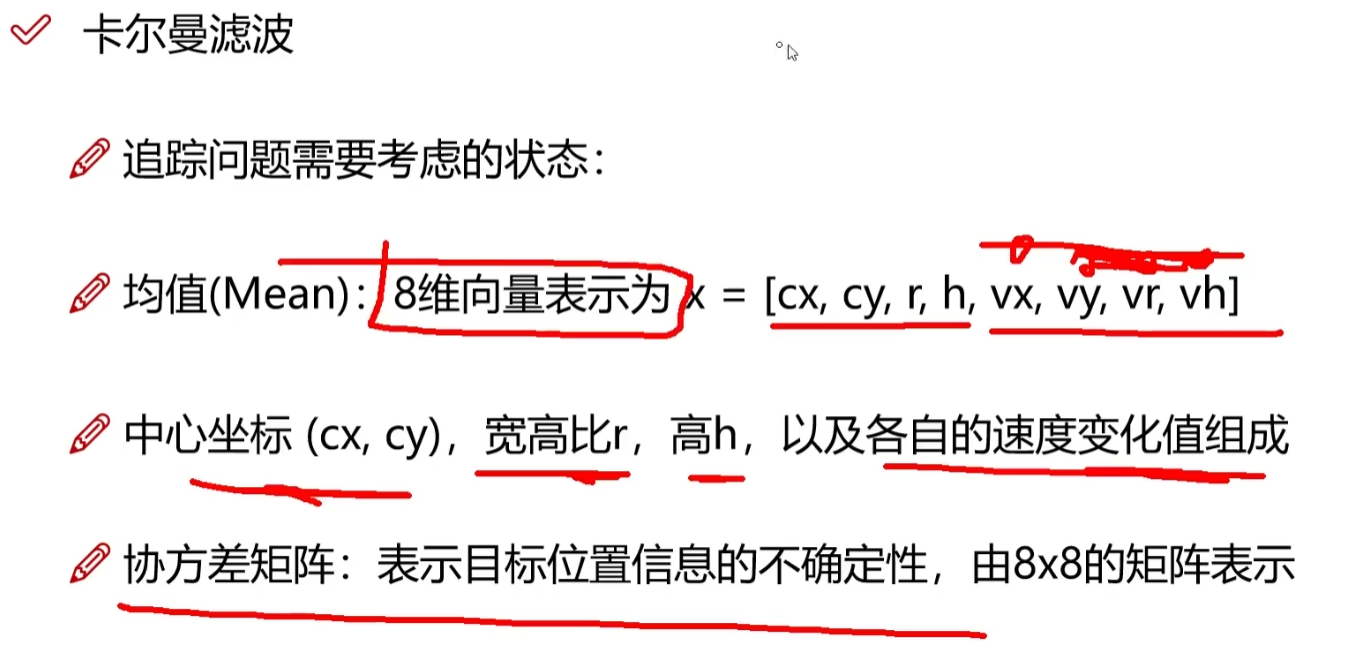 卡尔曼滤波
追踪问题需要考虑的状态：
均值(Mean)：8维向量表示为 x = [cx, cy, r, h, vx, vy, vr, vh]
中心坐标 (cx, cy)，宽高比r，高h，以及各自的速度变化值组成
协方差矩阵：表示目标位置信息的不确定性，由8x8的矩阵表示